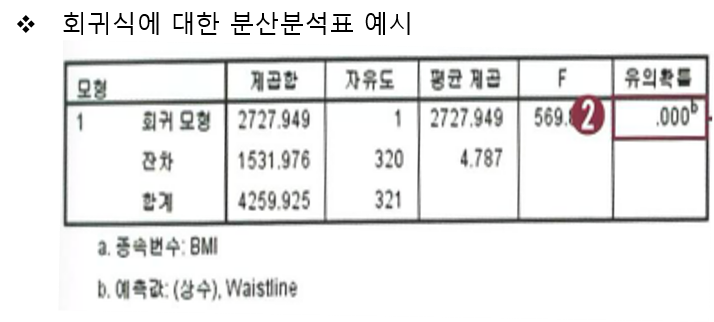 ❖ 회귀식에 대한 분산분석표 예시
모형 제곱합 자유도 평균 제곱 F 유의확률
1 회귀 모형 2727.949 1 2727.949 569. 2 .000b
잔차 1531.976 320 4.787
합계 4259.925 321
a. 종속변수: BMI
b. 예측값: (상수), Waistline